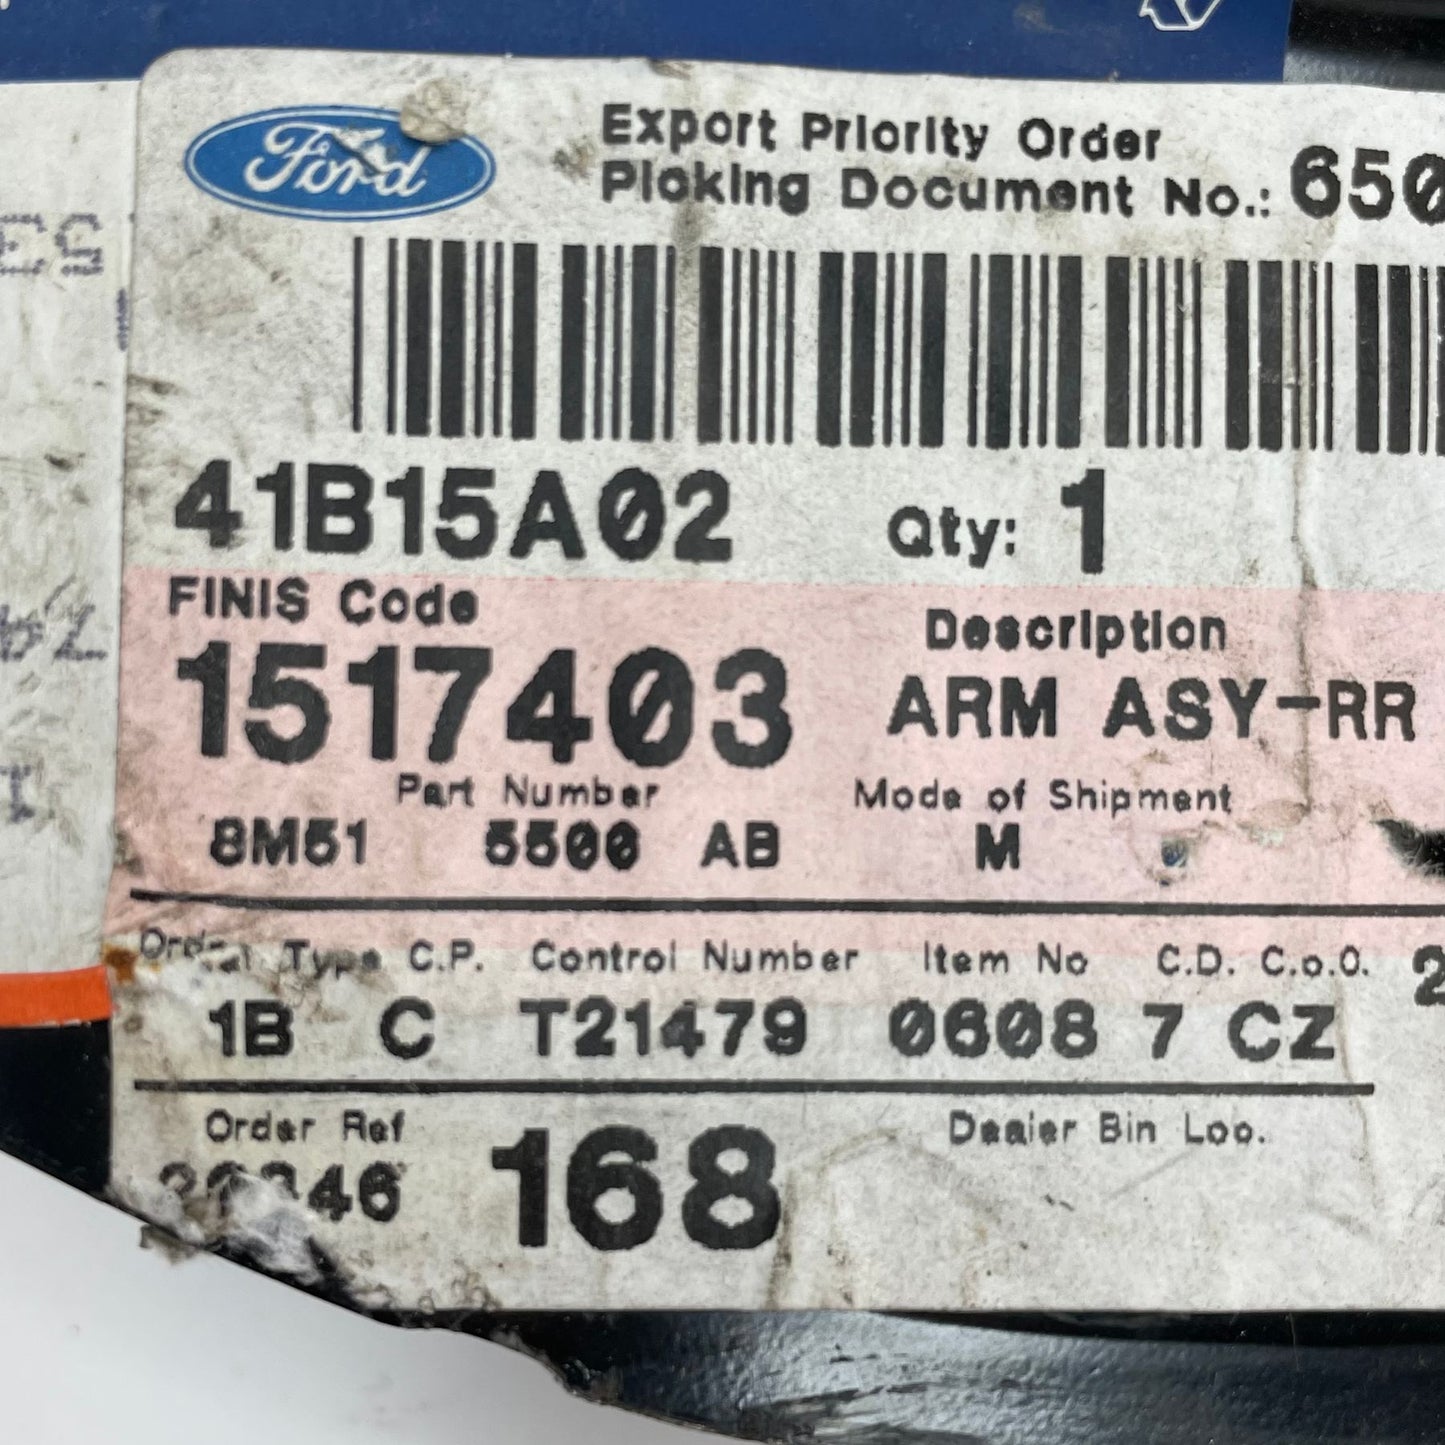 Ford
Export Priority Order
Picking Document No.: 650
41B15A02 Qty: 1
FINIS Code Description
1517403 ARM ASY-RR
Part Number Mode of Shipment
8M51 5500 AB M
Order Type C.P. Control Number Item No C.D. C.o.O.
1B C T21479 0608 7 CZ 2
Order Ref 168 Dealer Bin Loc.